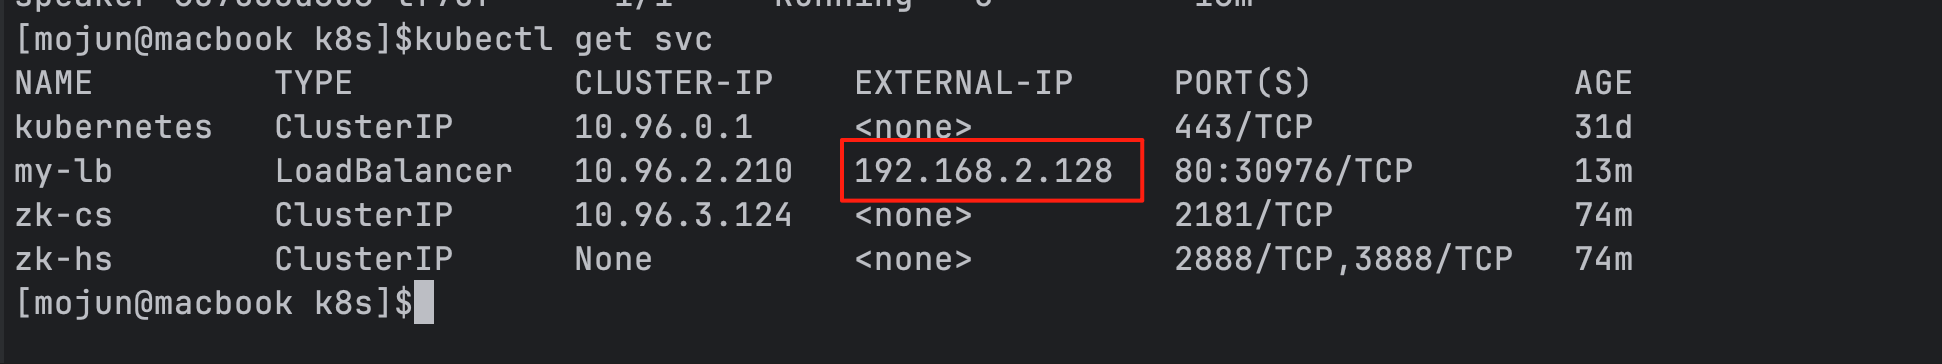 [mojun@macbook k8s]$kubectl get svc
NAME TYPE CLUSTER-IP EXTERNAL-IP PORT(S) AGE
kubernetes ClusterIP 10.96.0.1 <none> 443/TCP 31d
my-lb LoadBalancer 10.96.2.210 192.168.2.128 80:30976/TCP 13m
zk-cs ClusterIP 10.96.3.124 <none> 2181/TCP 74m
zk-hs ClusterIP None <none> 2888/TCP,3888/TCP 74m
[mojun@macbook k8s]$